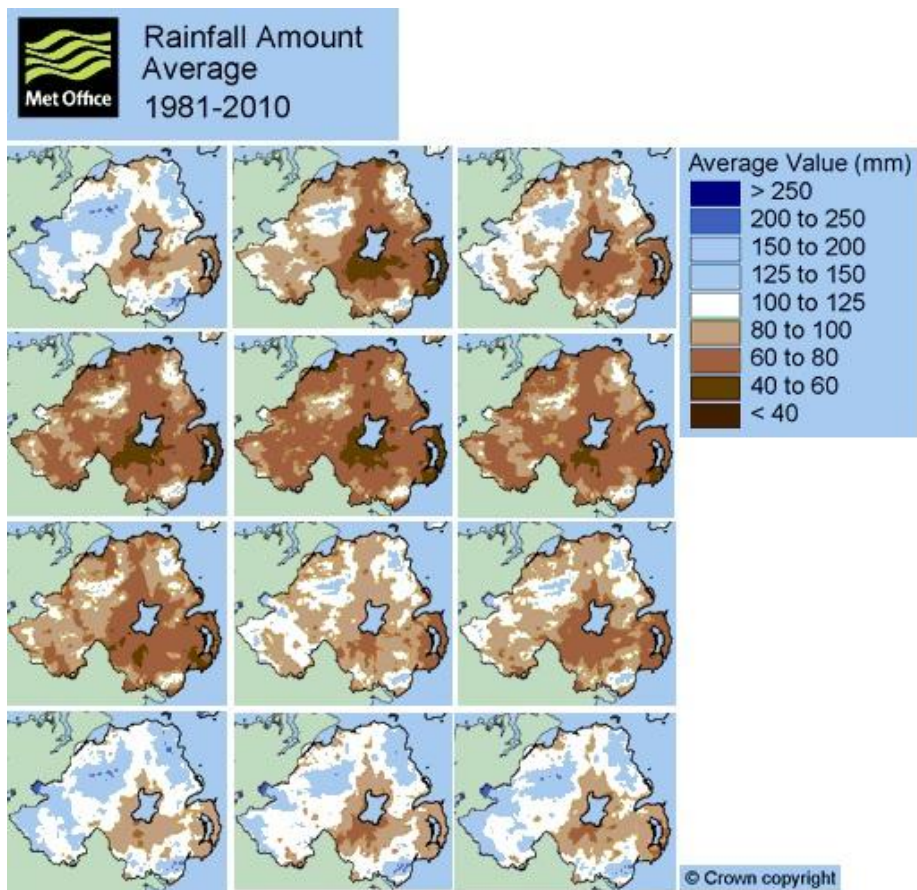 Met Office
Rainfall Amount
Average
1981-2010
Average Value (mm)
> 250
200 to 250
150 to 200
125 to 150
100 to 125
80 to 100
60 to 80
40 to 60
< 40
© Crown copyright